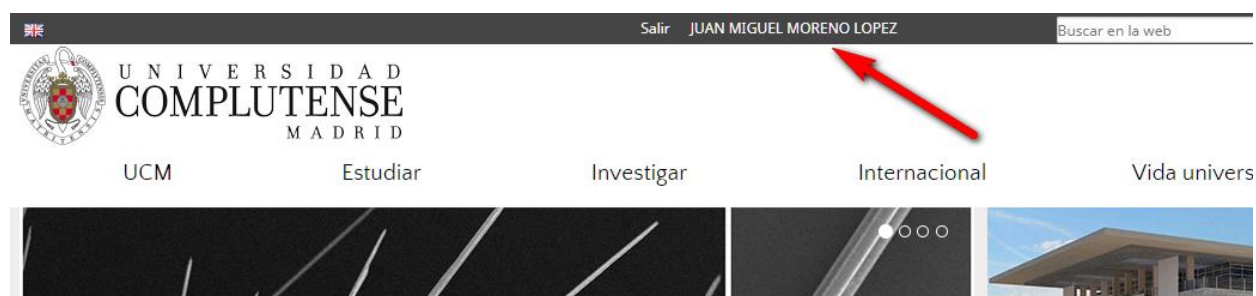 Salir JUAN MIGUEL MORENO LOPEZ Buscar en la web
UNIVERSIDAD
COMPLUTENSE
MADRID
UCM Estudiar Investigar Internacional Vida univers